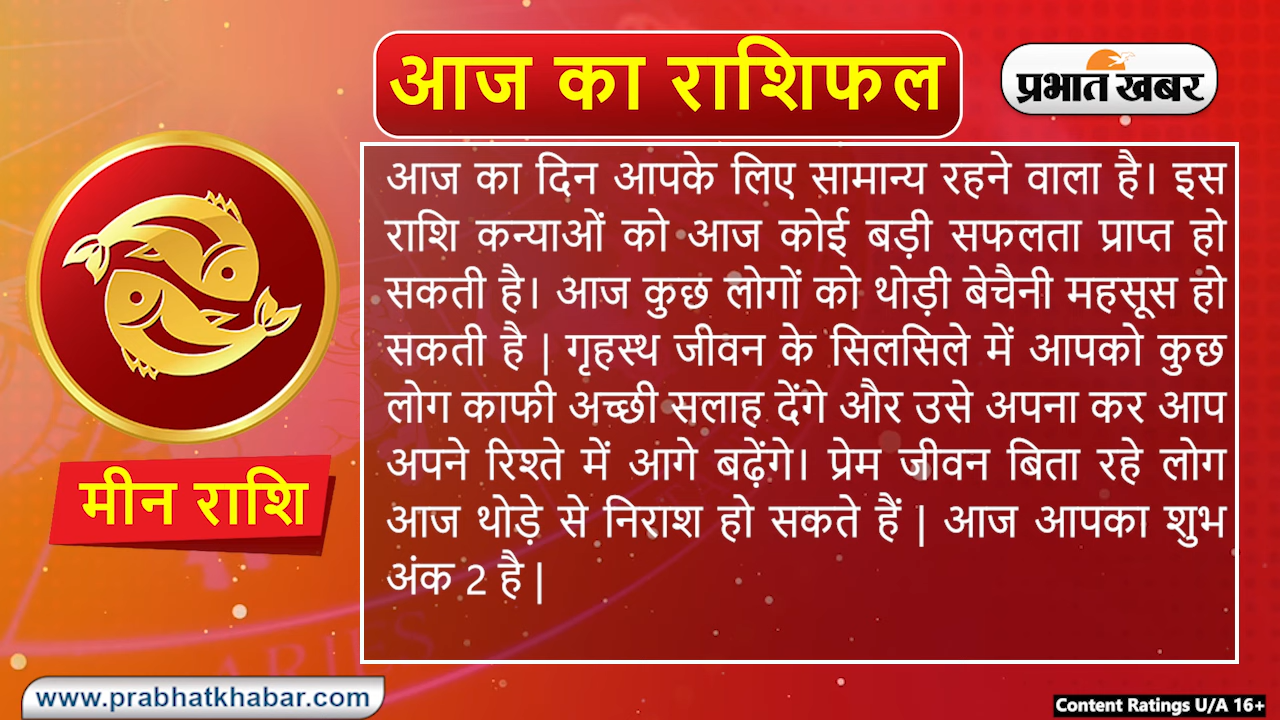 आज का राशिफल
प्रभात खबर
आज का दिन आपके लिए सामान्य रहने वाला है। इस
राशि कन्याओं को आज कोई बड़ी सफलता प्राप्त हो
सकती है। आज कुछ लोगों को थोड़ी बेचैनी महसूस हो
सकती है | गृहस्थ जीवन के सिलसिले में आपको कुछ
लोग काफी अच्छी सलाह देंगे और उसे अपना कर आप
अपने रिश्ते में आगे बढ़ेंगे। प्रेम जीवन बिता रहे लोग
आज थोड़े से निराश हो सकते हैं | आज आपका शुभ
अंक 2 है |
मीन राशि
ARIES
www.prabhatkhabar.com
Content Ratings U/A 16+